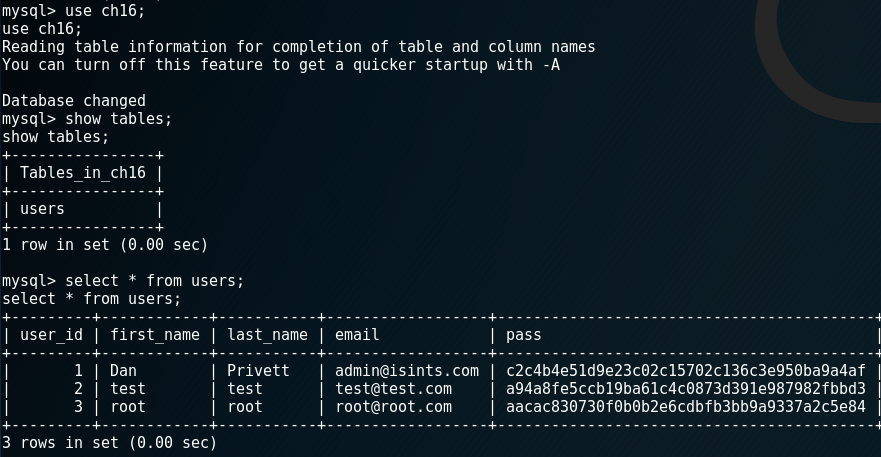 mysql> use ch16;
use ch16;
Reading table information for completion of table and column names
You can turn off this feature to get a quicker startup with -A
Database changed
mysql> show tables;
show tables;
+----------------+
| Tables_in_ch16 |
+----------------+
| users          |
+----------------+
1 row in set (0.00 sec)
mysql> select * from users;
select * from users;
+---------+------------+-----------+------------------+------------------------------------------+
| user_id | first_name | last_name | email            | pass                                     |
+---------+------------+-----------+------------------+------------------------------------------+
|       1 | Dan        | Privett   | admin@isints.com | c2c4b4e51d9e23c02c15702c136c3e950ba9a4af |
|       2 | test       | test      | test@test.com    | a94a8fe5ccb19ba61c4c0873d391e987982fbbd3 |
|       3 | root       | root      | root@root.com    | aacac830730f0b0b2e6cdbfb3bb9a9337a2c5e84 |
+---------+------------+-----------+------------------+------------------------------------------+
3 rows in set (0.00 sec)